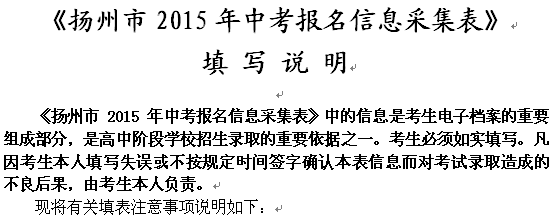 《扬州市 2015 年中考报名信息采集表》
填 写 说 明
《扬州市 2015 年中考报名信息采集表》中的信息是考生电子档案的重要
组成部分，是高中阶段学校招生录取的重要依据之一。考生必须如实填写。凡
因考生本人填写失误或不按规定时间签字确认本表信息而对考试录取造成的
不良后果，由考生本人负责。
现将有关填表注意事项说明如下：